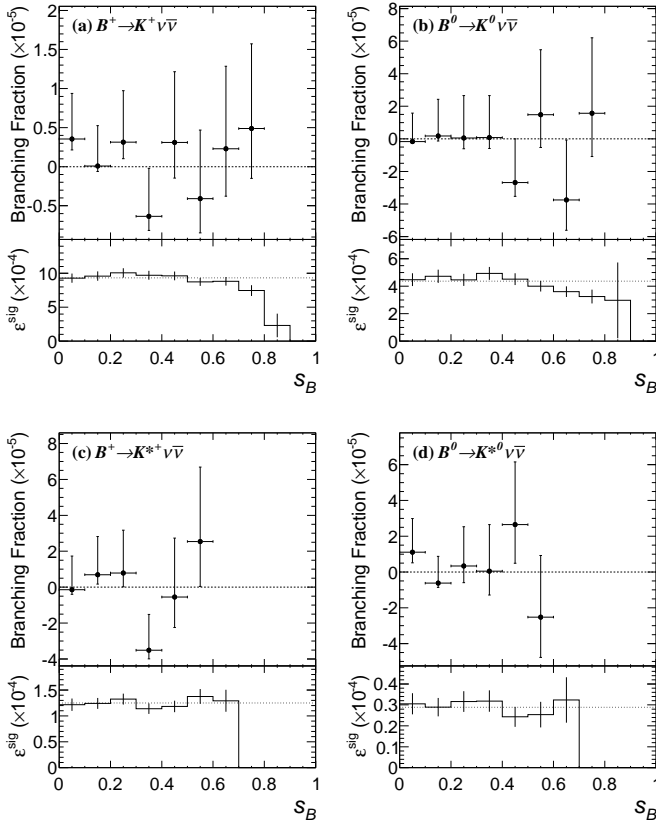 (a) B⁺→K⁺νν̅
Branching Fraction (×10⁻⁵)
2
1.5
1
0.5
0
-0.5
ε^sig (×10⁻⁴)
10
5
0
0 0.2 0.4 0.6 0.8 1
s_B
(b) B⁰→K⁰νν̅
Branching Fraction (×10⁻⁵)
6
4
2
0
-2
-4
-6
ε^sig (×10⁻⁴)
6
4
2
0
0 0.2 0.4 0.6 0.8 1
s_B
(c) B⁺→K*⁺νν̅
Branching Fraction (×10⁻⁵)
8
6
4
2
0
-2
-4
ε^sig (×10⁻⁴)
1.5
1
0.5
0
0 0.2 0.4 0.6 0.8 1
s_B
(d) B⁰→K*⁰νν̅
Branching Fraction (×10⁻⁵)
6
4
2
0
-2
-4
ε^sig (×10⁻⁴)
0.4
0.3
0.2
0.1
0
0 0.2 0.4 0.6 0.8 1
s_B